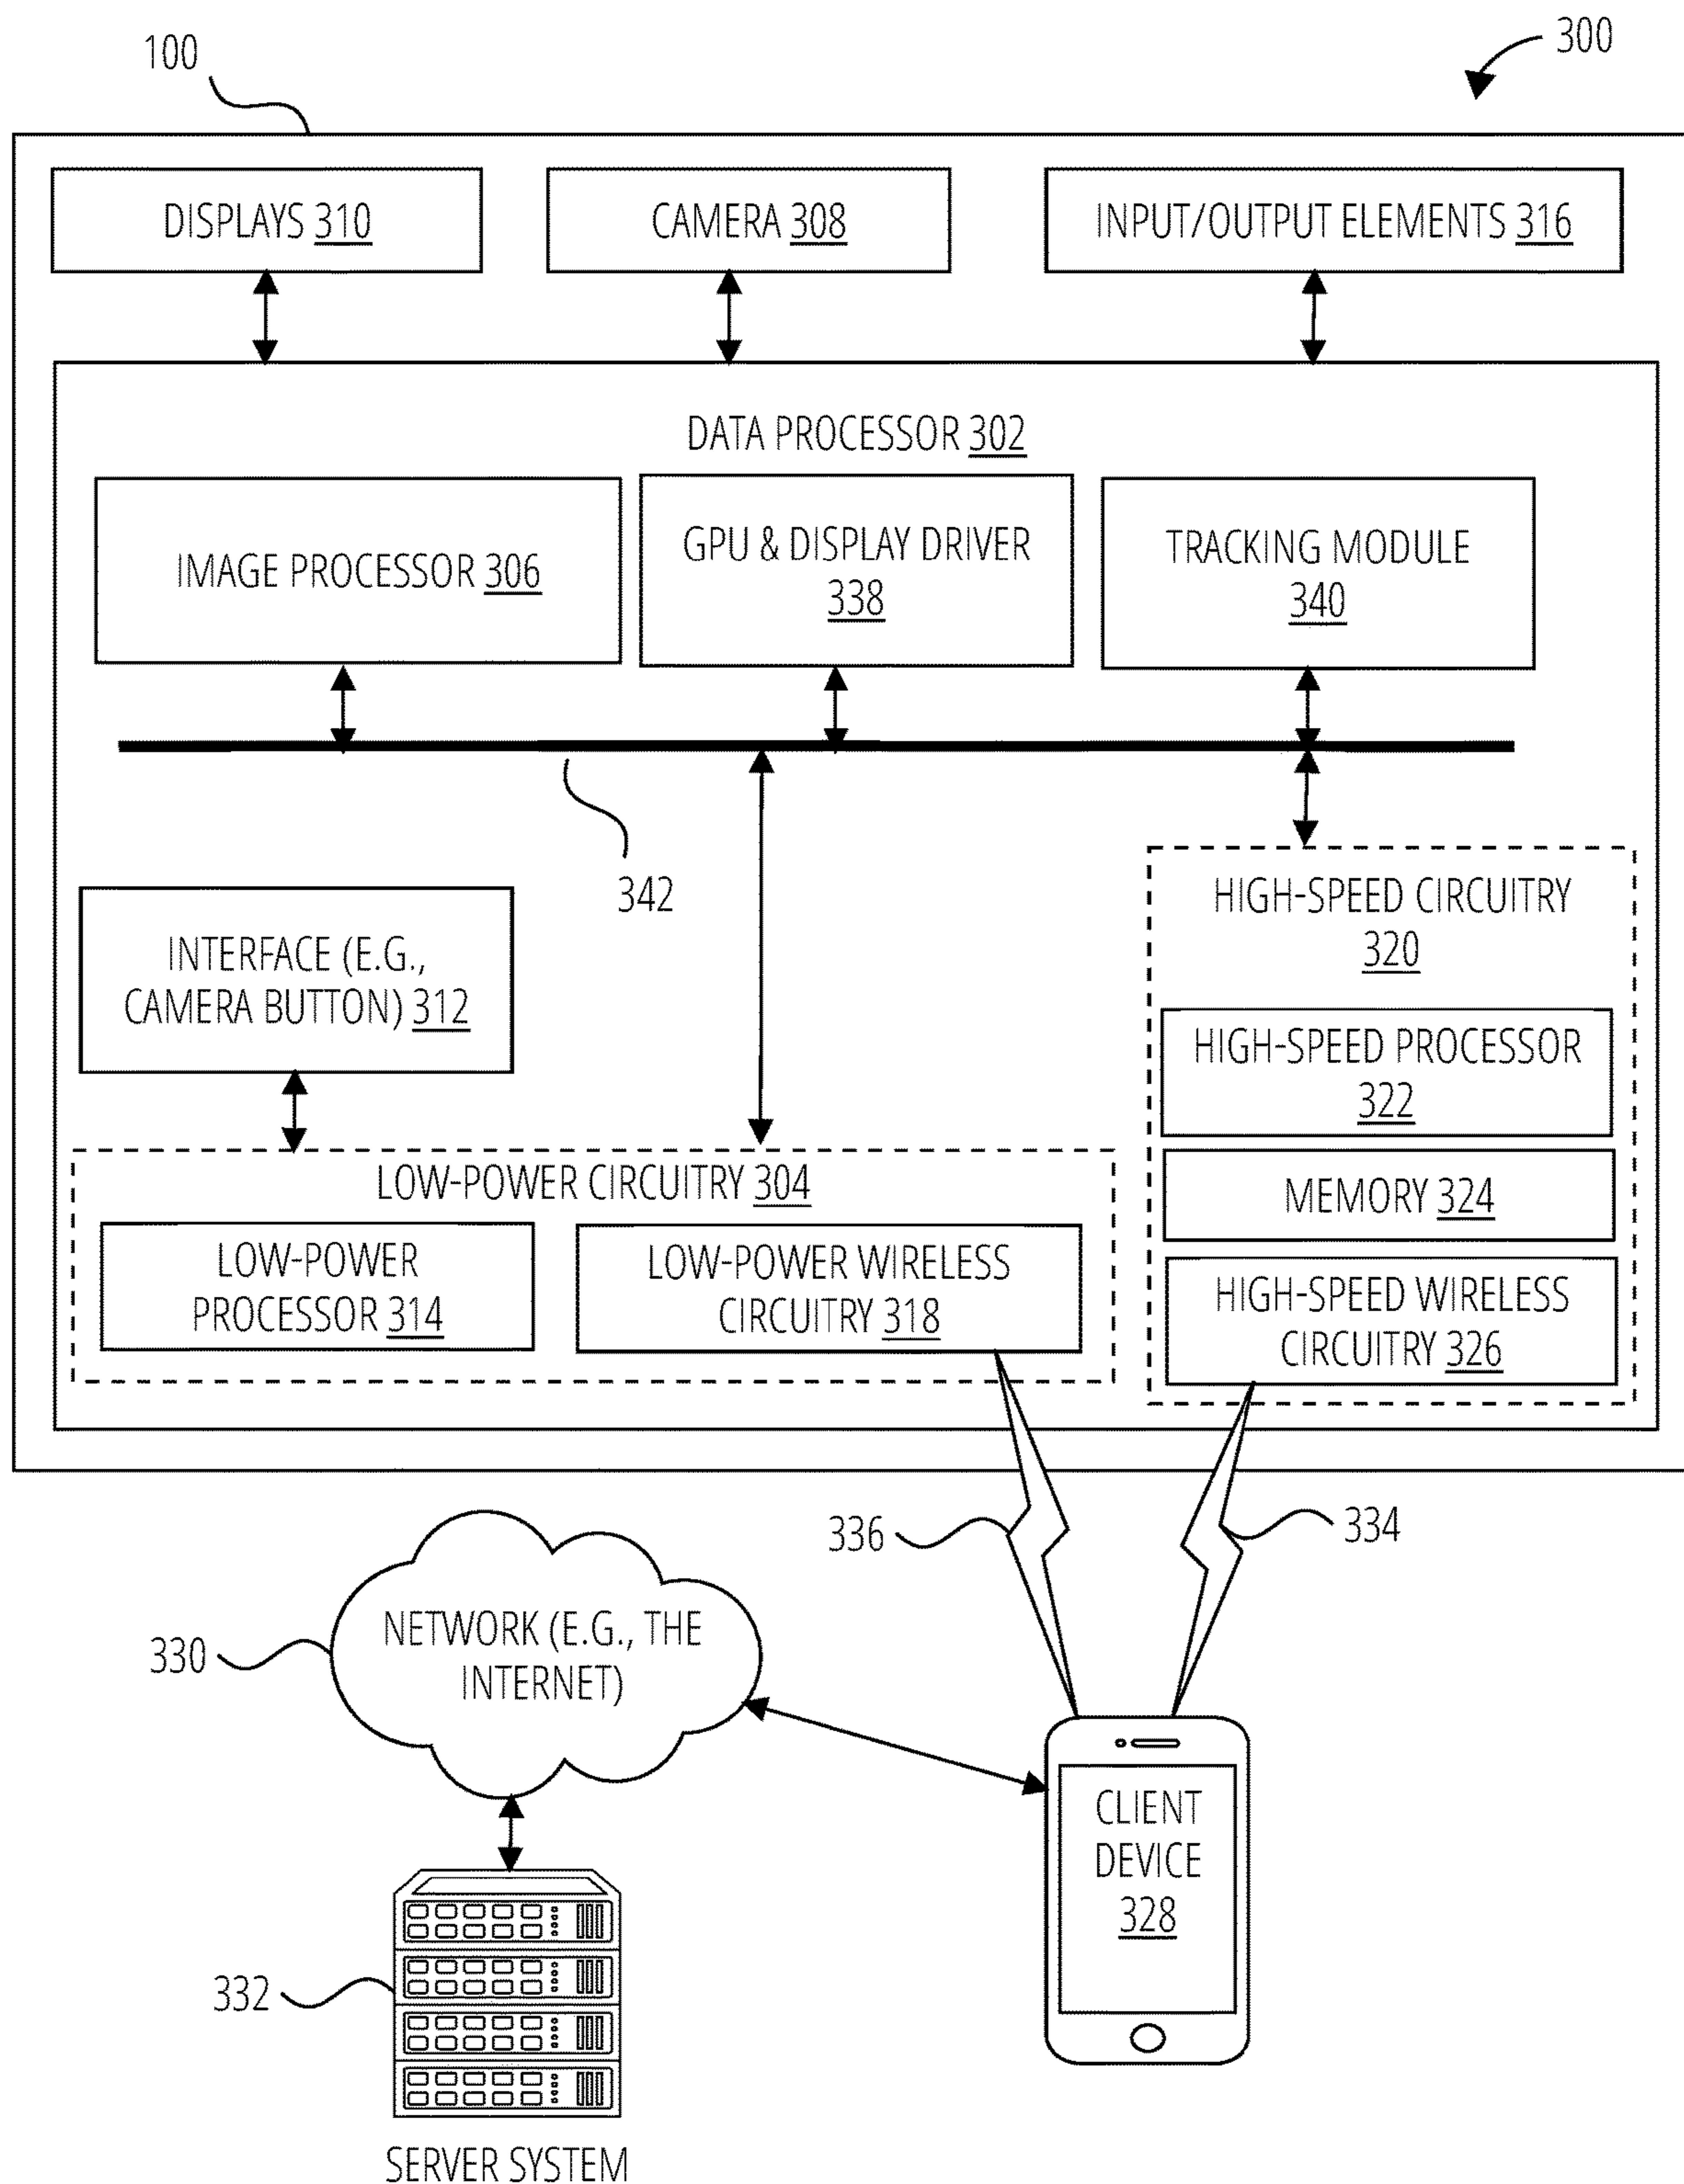 300
100
DISPLAYS 310
CAMERA 308
INPUT/OUTPUT ELEMENTS 316
DATA PROCESSOR 302
IMAGE PROCESSOR 306
GPU & DISPLAY DRIVER
338
TRACKING MODULE
340
342
INTERFACE (E.G.,
CAMERA BUTTON) 312
HIGH-SPEED CIRCUITRY
320
HIGH-SPEED PROCESSOR
322
MEMORY 324
HIGH-SPEED WIRELESS
CIRCUITRY 326
LOW-POWER CIRCUITRY 304
LOW-POWER
PROCESSOR 314
LOW-POWER WIRELESS
CIRCUITRY 318
336
334
330
NETWORK (E.G., THE
INTERNET)
CLIENT
DEVICE
328
332
SERVER SYSTEM